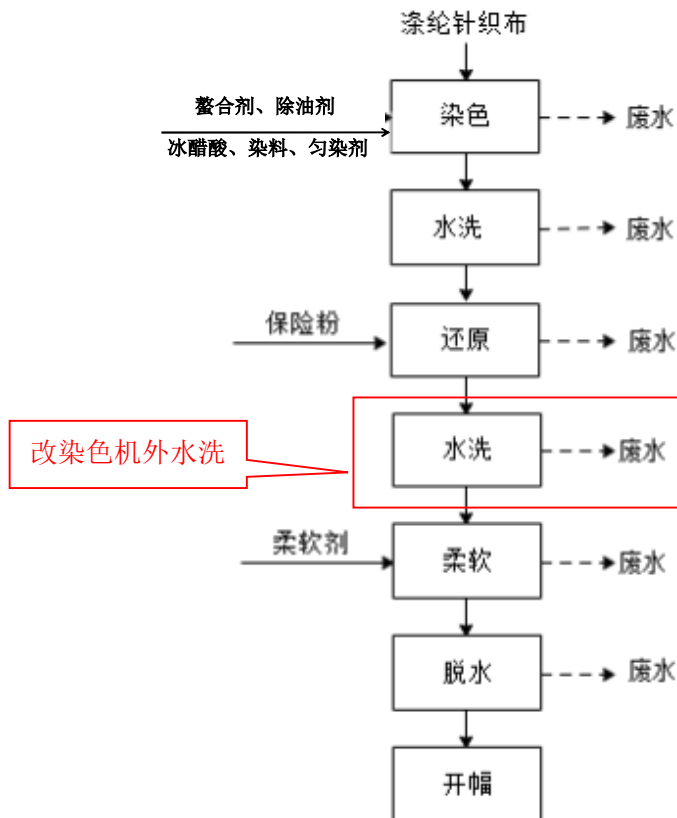 涤纶针织布
螯合剂、除油剂
冰醋酸、染料、匀染剂
染色
废水
水洗
废水
保险粉
还原
废水
改染色机外水洗
水洗
废水
柔软剂
柔软
废水
脱水
废水
开幅